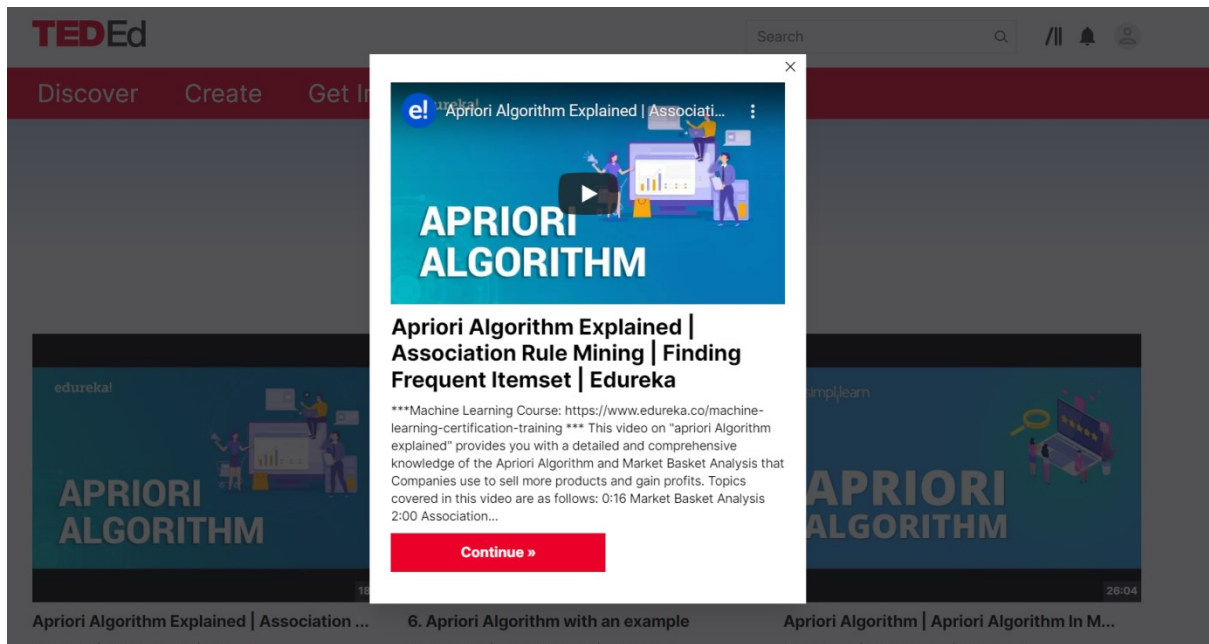 TEDEd
Search
Discover Create Get
e! Apriori Algorithm Explained | Associati...
APRIORI
ALGORITHM
Apriori Algorithm Explained |
Association Rule Mining | Finding
Frequent Itemset | Edureka
***Machine Learning Course: https://www.edureka.co/machine-
learning-certification-training *** This video on "apriori Algorithm
explained" provides you with a detailed and comprehensive
knowledge of the Apriori Algorithm and Market Basket Analysis that
Companies use to sell more products and gain profits. Topics
covered in this video are as follows: 0:16 Market Basket Analysis
2:00 Association...
Continue »
edureka!
APRIORI
ALGORITHM
18
Apriori Algorithm Explained | Association ...
6. Apriori Algorithm with an example
simplilearn
APRIORI
ALGORITHM
26:04
Apriori Algorithm | Apriori Algorithm In M...